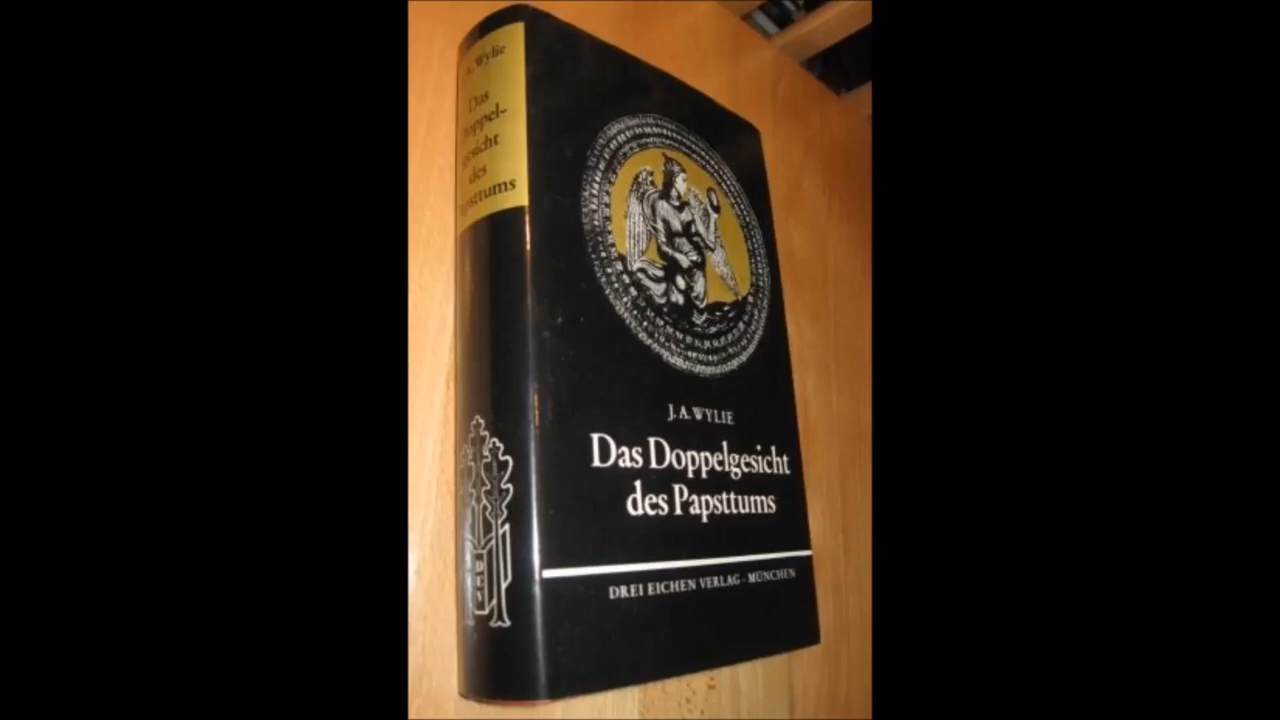 Wylie
Das
Doppel-
gesicht
des
Papsttums
J. A. WYLIE
Das Doppelgesicht
des Papsttums
DREI EICHEN VERLAG · MÜNCHEN
D
E
V